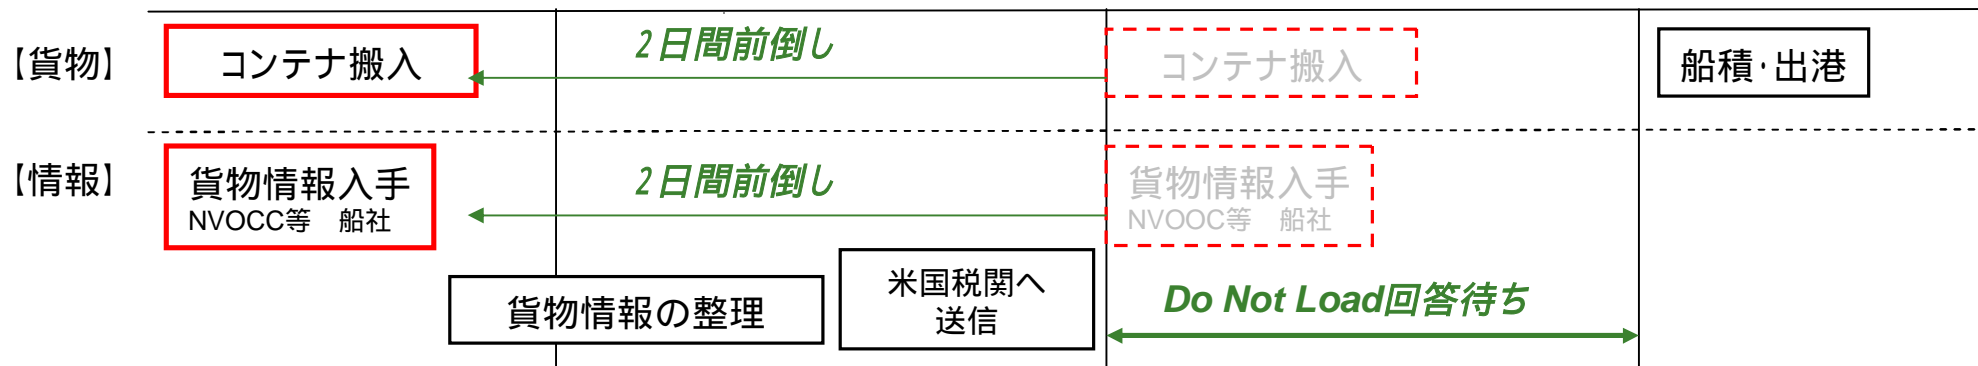 【貨物】
コンテナ搬入
2日間前倒し
コンテナ搬入
船積・出港
【情報】
貨物情報入手
NVOCC等　船社
2日間前倒し
貨物情報入手
NVOOC等　船社
貨物情報の整理
米国税関へ
送信
Do Not Load回答待ち